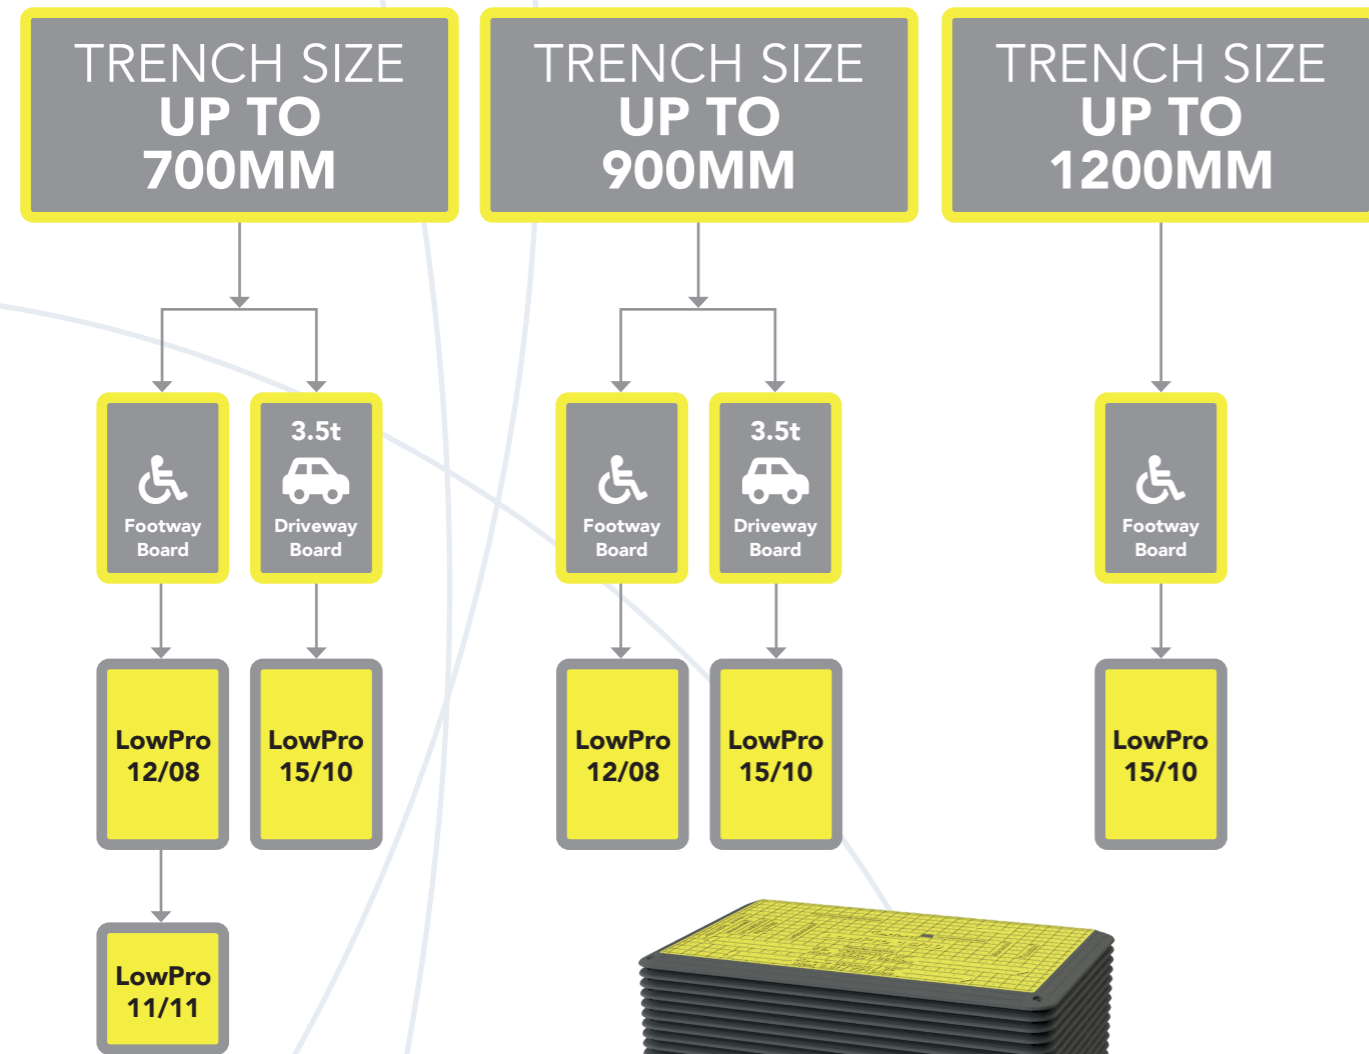 TRENCH SIZE
UP TO
700MM
TRENCH SIZE
UP TO
900MM
TRENCH SIZE
UP TO
1200MM
Footway
Board
3.5t
Driveway
Board
Footway
Board
3.5t
Driveway
Board
Footway
Board
LowPro
12/08
LowPro
15/10
LowPro
12/08
LowPro
15/10
LowPro
15/10
LowPro
11/11